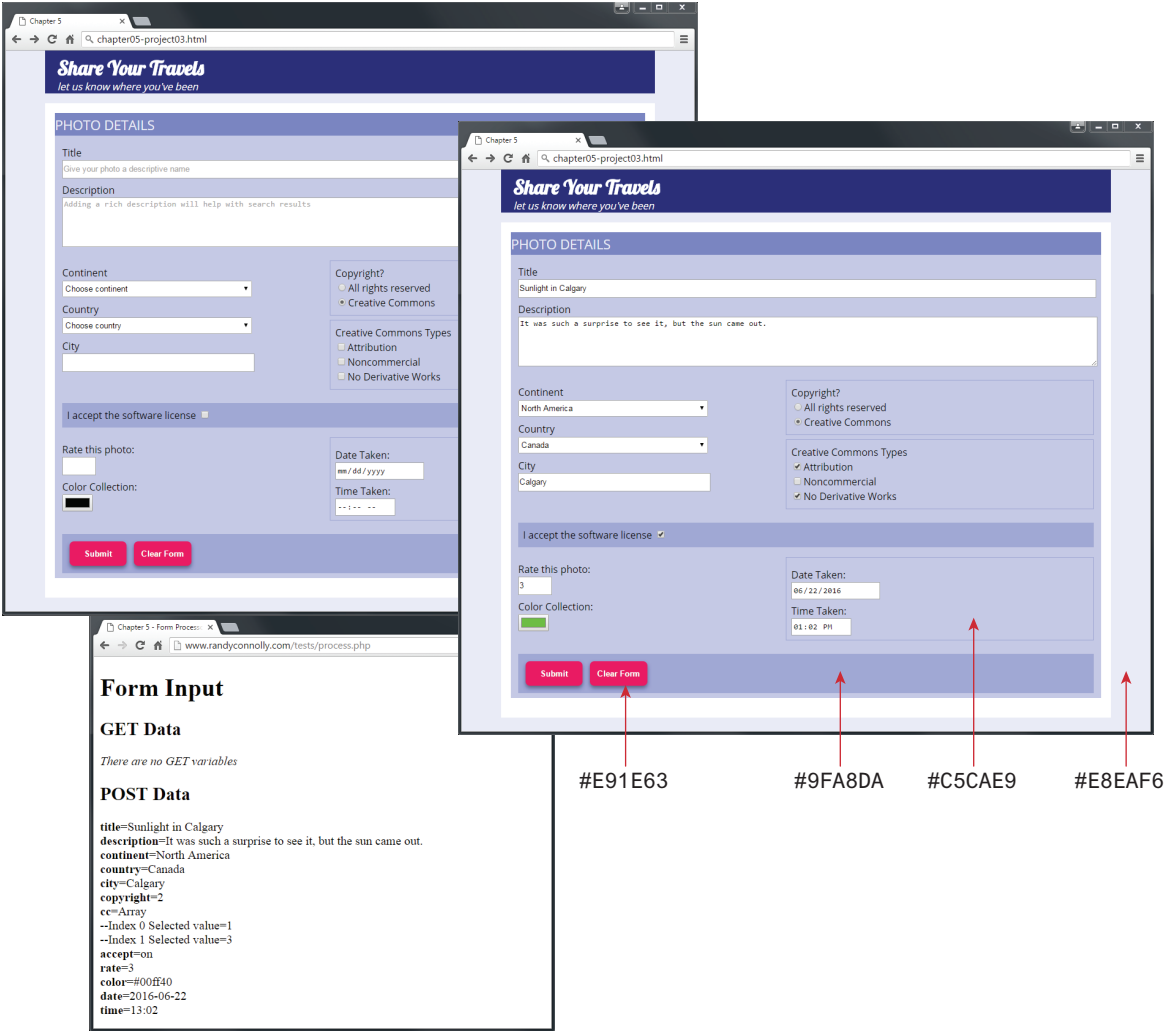 Chapter 5
chapter05-project03.html
Share Your Travels
let us know where you've been
PHOTO DETAILS
Title
Give your photo a descriptive name
Description
Adding a rich description will help with search results
Continent
Choose continent
Country
Choose country
City
Copyright?
All rights reserved
Creative Commons
Creative Commons Types
Attribution
Noncommercial
No Derivative Works
I accept the software license
Rate this photo:
Color Collection:
Date Taken:
mm/dd/yyyy
Time Taken:
--:-- --
Submit Clear Form
Chapter 5
chapter05-project03.html
Share Your Travels
let us know where you've been
PHOTO DETAILS
Title
Sunlight in Calgary
Description
It was such a surprise to see it, but the sun came out.
Continent
North America
Country
Canada
City
Calgary
Copyright?
All rights reserved
Creative Commons
Creative Commons Types
Attribution
Noncommercial
No Derivative Works
I accept the software license
Rate this photo:
3
Color Collection:
Date Taken:
06/22/2016
Time Taken:
01:02 PM
Submit Clear Form
#E91E63 #9FA8DA #C5CAE9 #E8EAF6
Chapter 5 - Form Process
www.randyconnolly.com/tests/process.php
Form Input
GET Data
There are no GET variables
POST Data
title=Sunlight in Calgary
description=It was such a surprise to see it, but the sun came out.
continent=North America
country=Canada
city=Calgary
copyright=2
cc=Array
--Index 0 Selected value=1
--Index 1 Selected value=3
accept=on
rate=3
color=#00ff40
date=2016-06-22
time=13:02